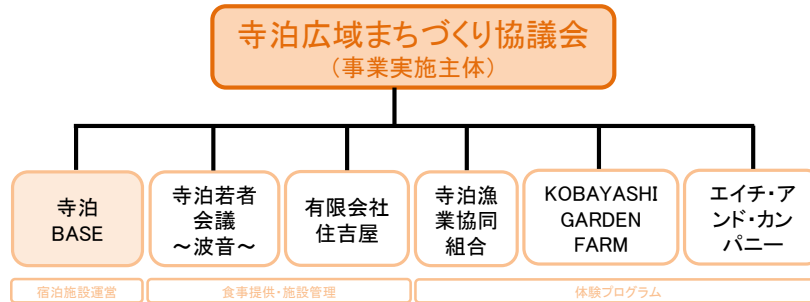 寺泊広域まちづくり協議会
（事業実施主体）
寺泊
BASE
寺泊若者
会議
～波音～
有限会社
住吉屋
寺泊漁
業協同
組合
KOBAYASHI
GARDEN
FARM
エイチ・ア
ンド・カン
パニー
宿泊施設運営
食事提供・施設管理
体験プログラム